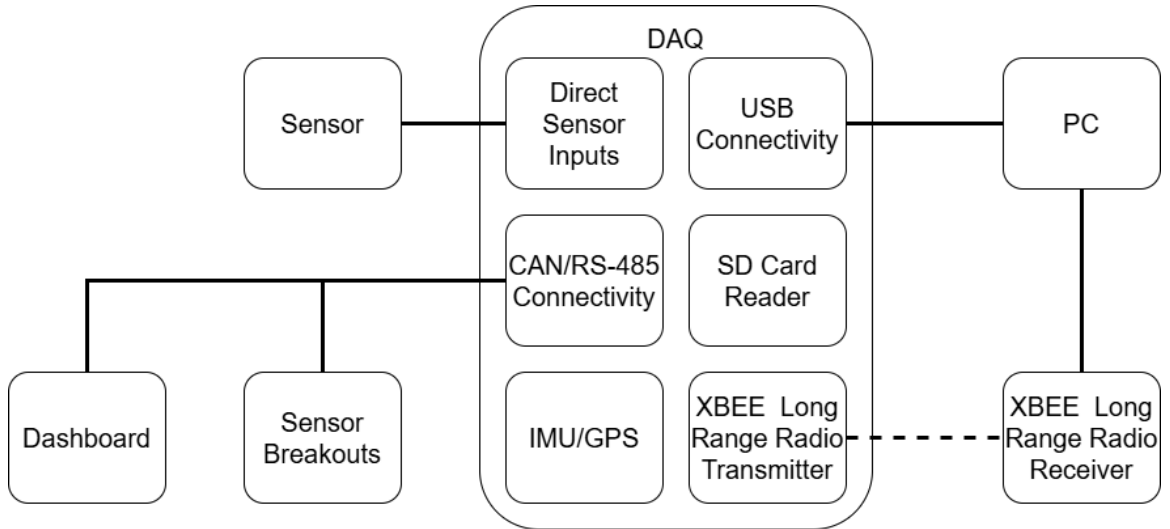 DAQ
Sensor
Direct
Sensor
Inputs
USB
Connectivity
PC
CAN/RS-485
Connectivity
SD Card
Reader
Dashboard
Sensor
Breakouts
IMU/GPS
XBEE Long
Range Radio
Transmitter
XBEE Long
Range Radio
Receiver